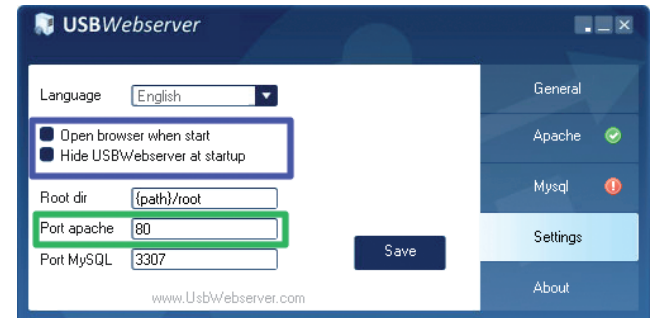 USBWebserver
Language English
Open browser when start
Hide USBWebserver at startup
Root dir {path}/root
Port apache 80
Port MySQL 3307
Save
www.UsbWebserver.com
General
Apache
Mysql
Settings
About